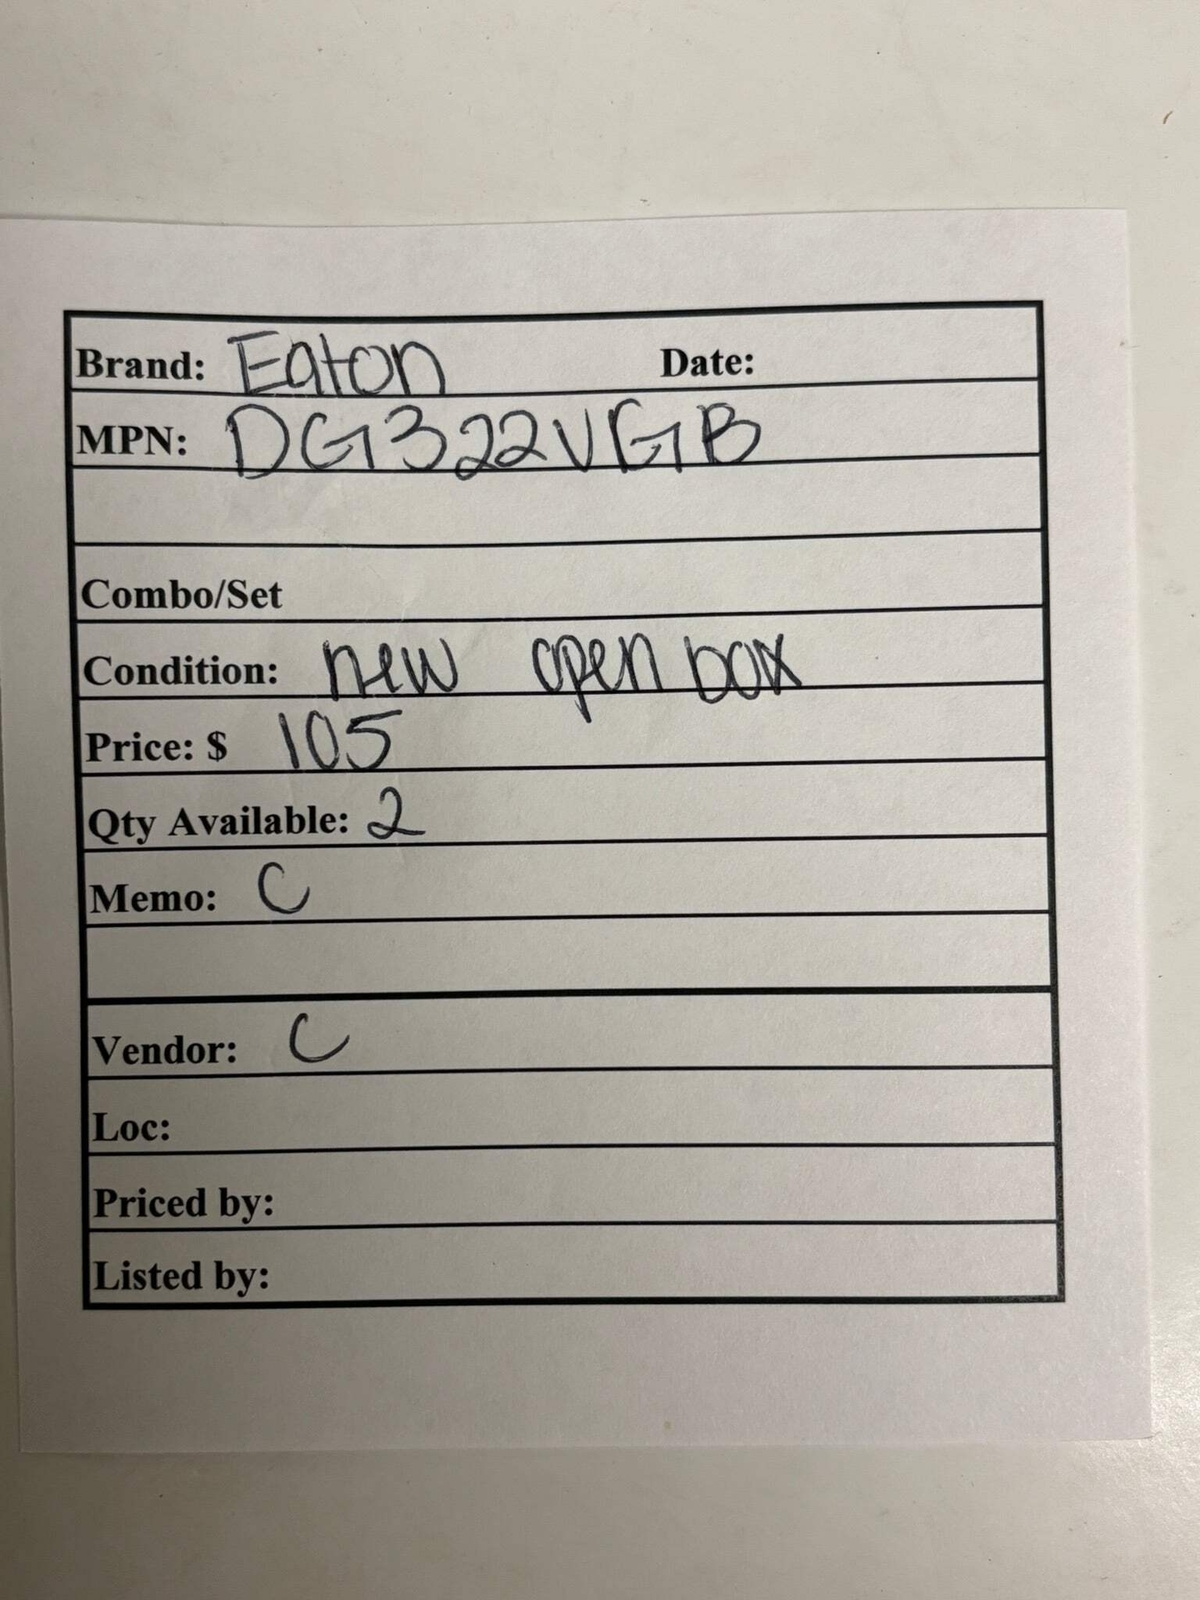 Brand: Eaton Date:
MPN: DG322VGB
Combo/Set
Condition: new open box
Price: $ 105
Qty Available: 2
Memo: C
Vendor: C
Loc:
Priced by:
Listed by: